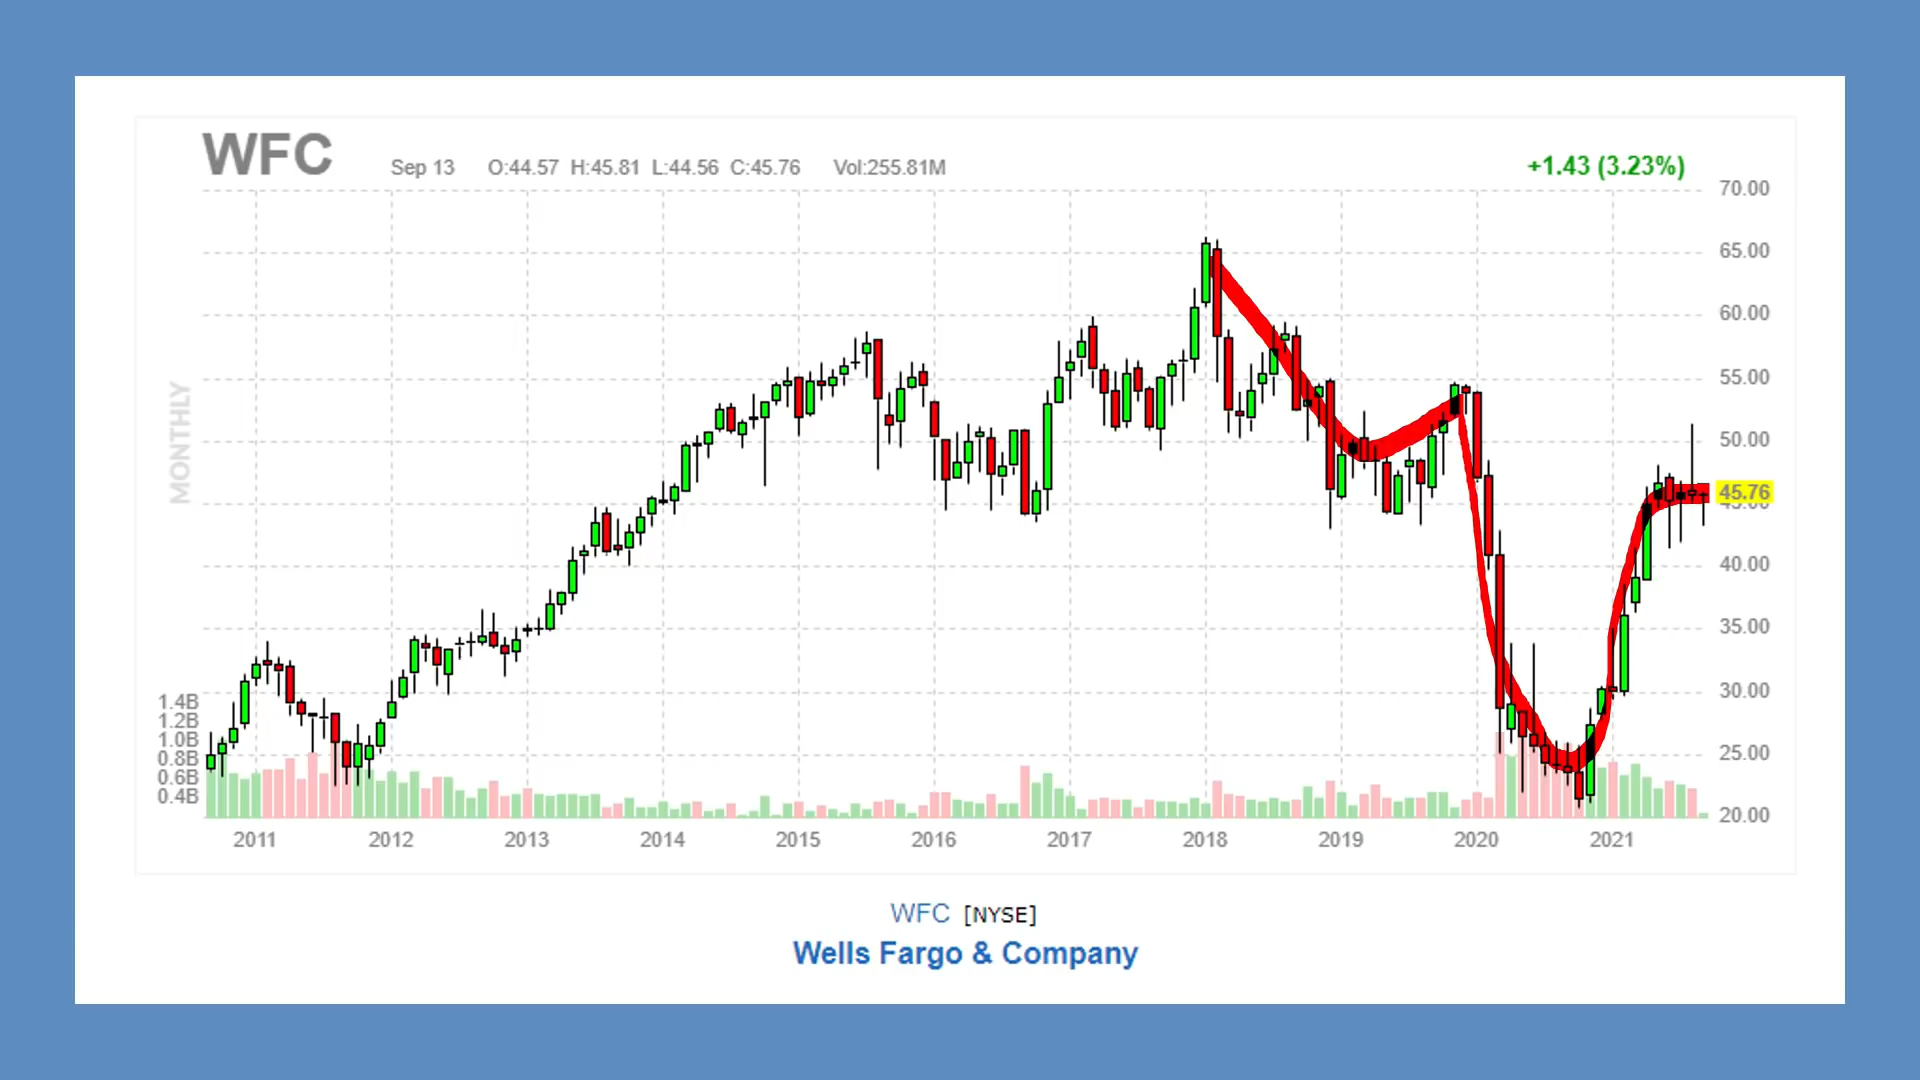 WFC Sep 13 O:44.57 H:45.81 L:44.56 C:45.76 Vol:255.81M +1.43 (3.23%)
70.00
65.00
60.00
55.00
50.00
45.76
45.00
40.00
35.00
30.00
25.00
20.00
MONTHLY
1.4B
1.2B
1.0B
0.8B
0.6B
0.4B
2011 2012 2013 2014 2015 2016 2017 2018 2019 2020 2021
WFC [NYSE]
Wells Fargo & Company